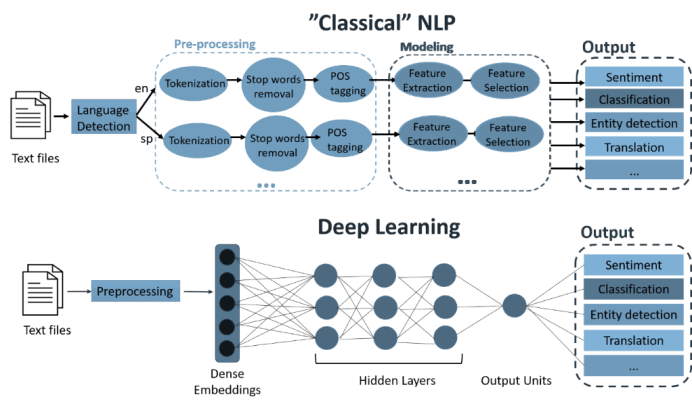 ”Classical” NLP
Pre-processing
Modeling
Output
Text files
Language
Detection
en
sp
Tokenization
Stop words
removal
POS
tagging
Feature
Extraction
Feature
Selection
Tokenization
Stop words
removal
POS
tagging
Feature
Extraction
Feature
Selection
...
...
Sentiment
Classification
Entity detection
Translation
...
Deep Learning
Output
Text files
Preprocessing
Dense
Embeddings
Hidden Layers
Output Units
Sentiment
Classification
Entity detection
Translation
...